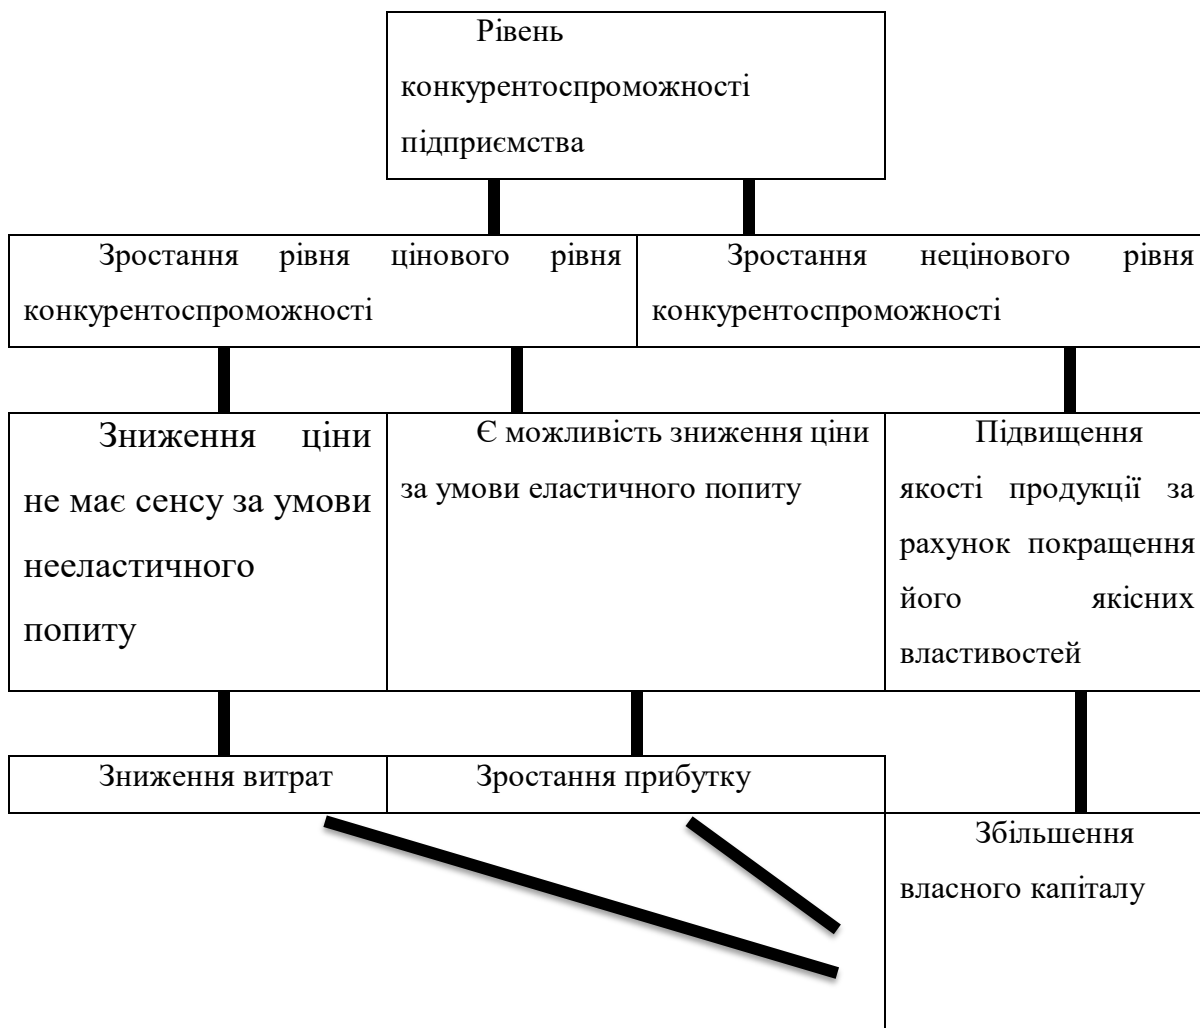 Рівень
конкурентоспроможності
підприємства
Зростання рівня цінового рівня
конкурентоспроможності
Зростання нецінового рівня
конкурентоспроможності
Зниження ціни
не має сенсу за умови
нееластичного
попиту
Є можливість зниження ціни
за умови еластичного попиту
Підвищення
якості продукції за
рахунок покращення
його якісних
властивостей
Зниження витрат
Зростання прибутку
Збільшення
власного капіталу